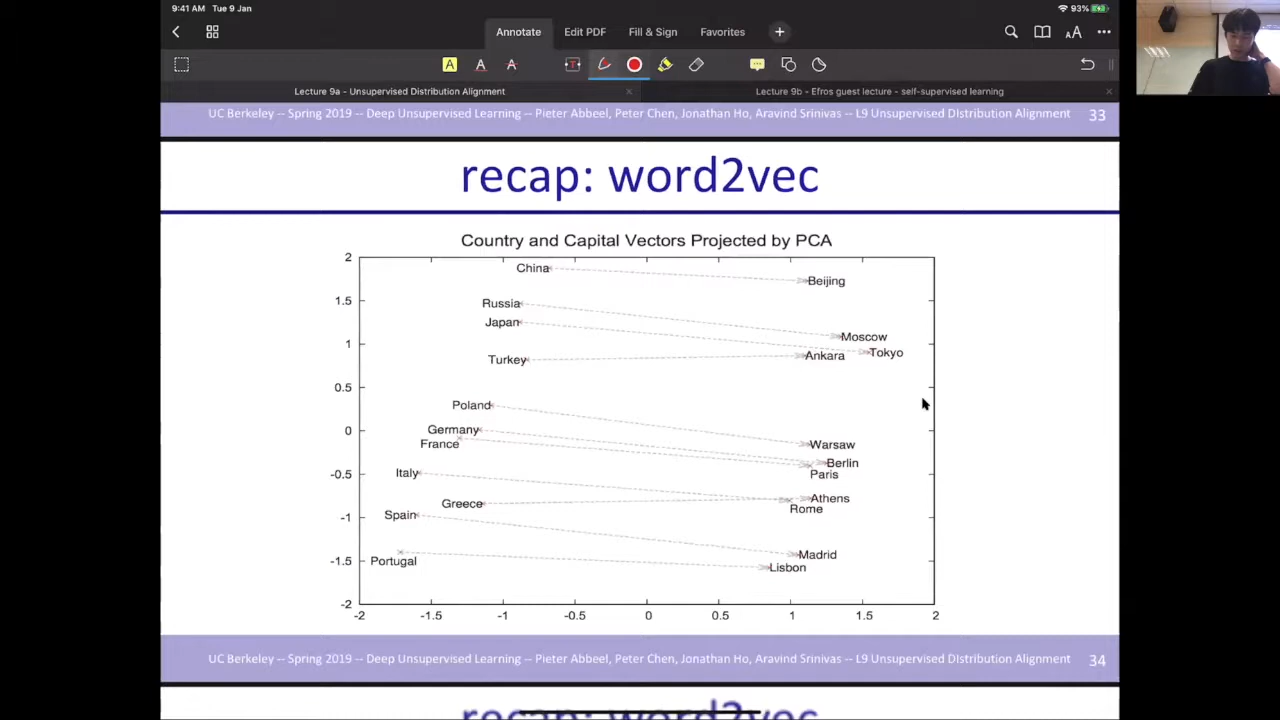 9:41 AM Tue 9 Jan
93%
Annotate Edit PDF Fill & Sign Favorites
A A A T AA
Lecture 9a - Unsupervised Distribution Alignment
Lecture 9b - Efros guest lecture - self-supervised learning
UC Berkeley -- Spring 2019 -- Deep Unsupervised Learning -- Pieter Abbeel, Peter Chen, Jonathan Ho, Aravind Srinivas -- L9 Unsupervised DIstribution Alignment 33
recap: word2vec
Country and Capital Vectors Projected by PCA
2
China Beijing
1.5 Russia
Japan Moscow
1 Tokyo
Turkey Ankara
0.5
Poland
0 Germany Warsaw
France Berlin
-0.5 Italy Paris
Greece Athens
-1 Spain Rome
Madrid
-1.5 Portugal Lisbon
-2
-2 -1.5 -1 -0.5 0 0.5 1 1.5 2
UC Berkeley -- Spring 2019 -- Deep Unsupervised Learning -- Pieter Abbeel, Peter Chen, Jonathan Ho, Aravind Srinivas -- L9 Unsupervised DIstribution Alignment 34
recap: word2vec